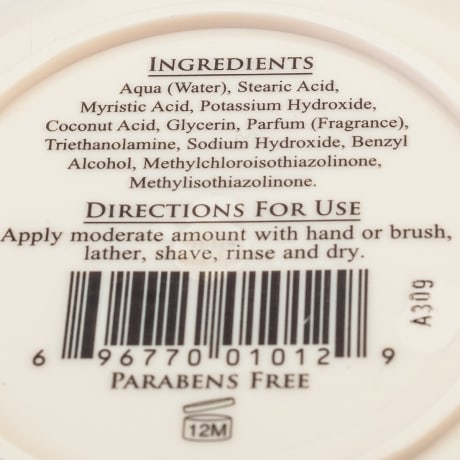 INGREDIENTS
Aqua (Water), Stearic Acid,
Myristic Acid, Potassium Hydroxide,
Coconut Acid, Glycerin, Parfum (Fragrance),
Triethanolamine, Sodium Hydroxide, Benzyl
Alcohol, Methylchloroisothiazolinone,
Methylisothiazolinone.
DIRECTIONS FOR USE
Apply moderate amount with hand or brush,
lather, shave, rinse and dry.
A309
6 96770 01012 9
PARABENS FREE
12M